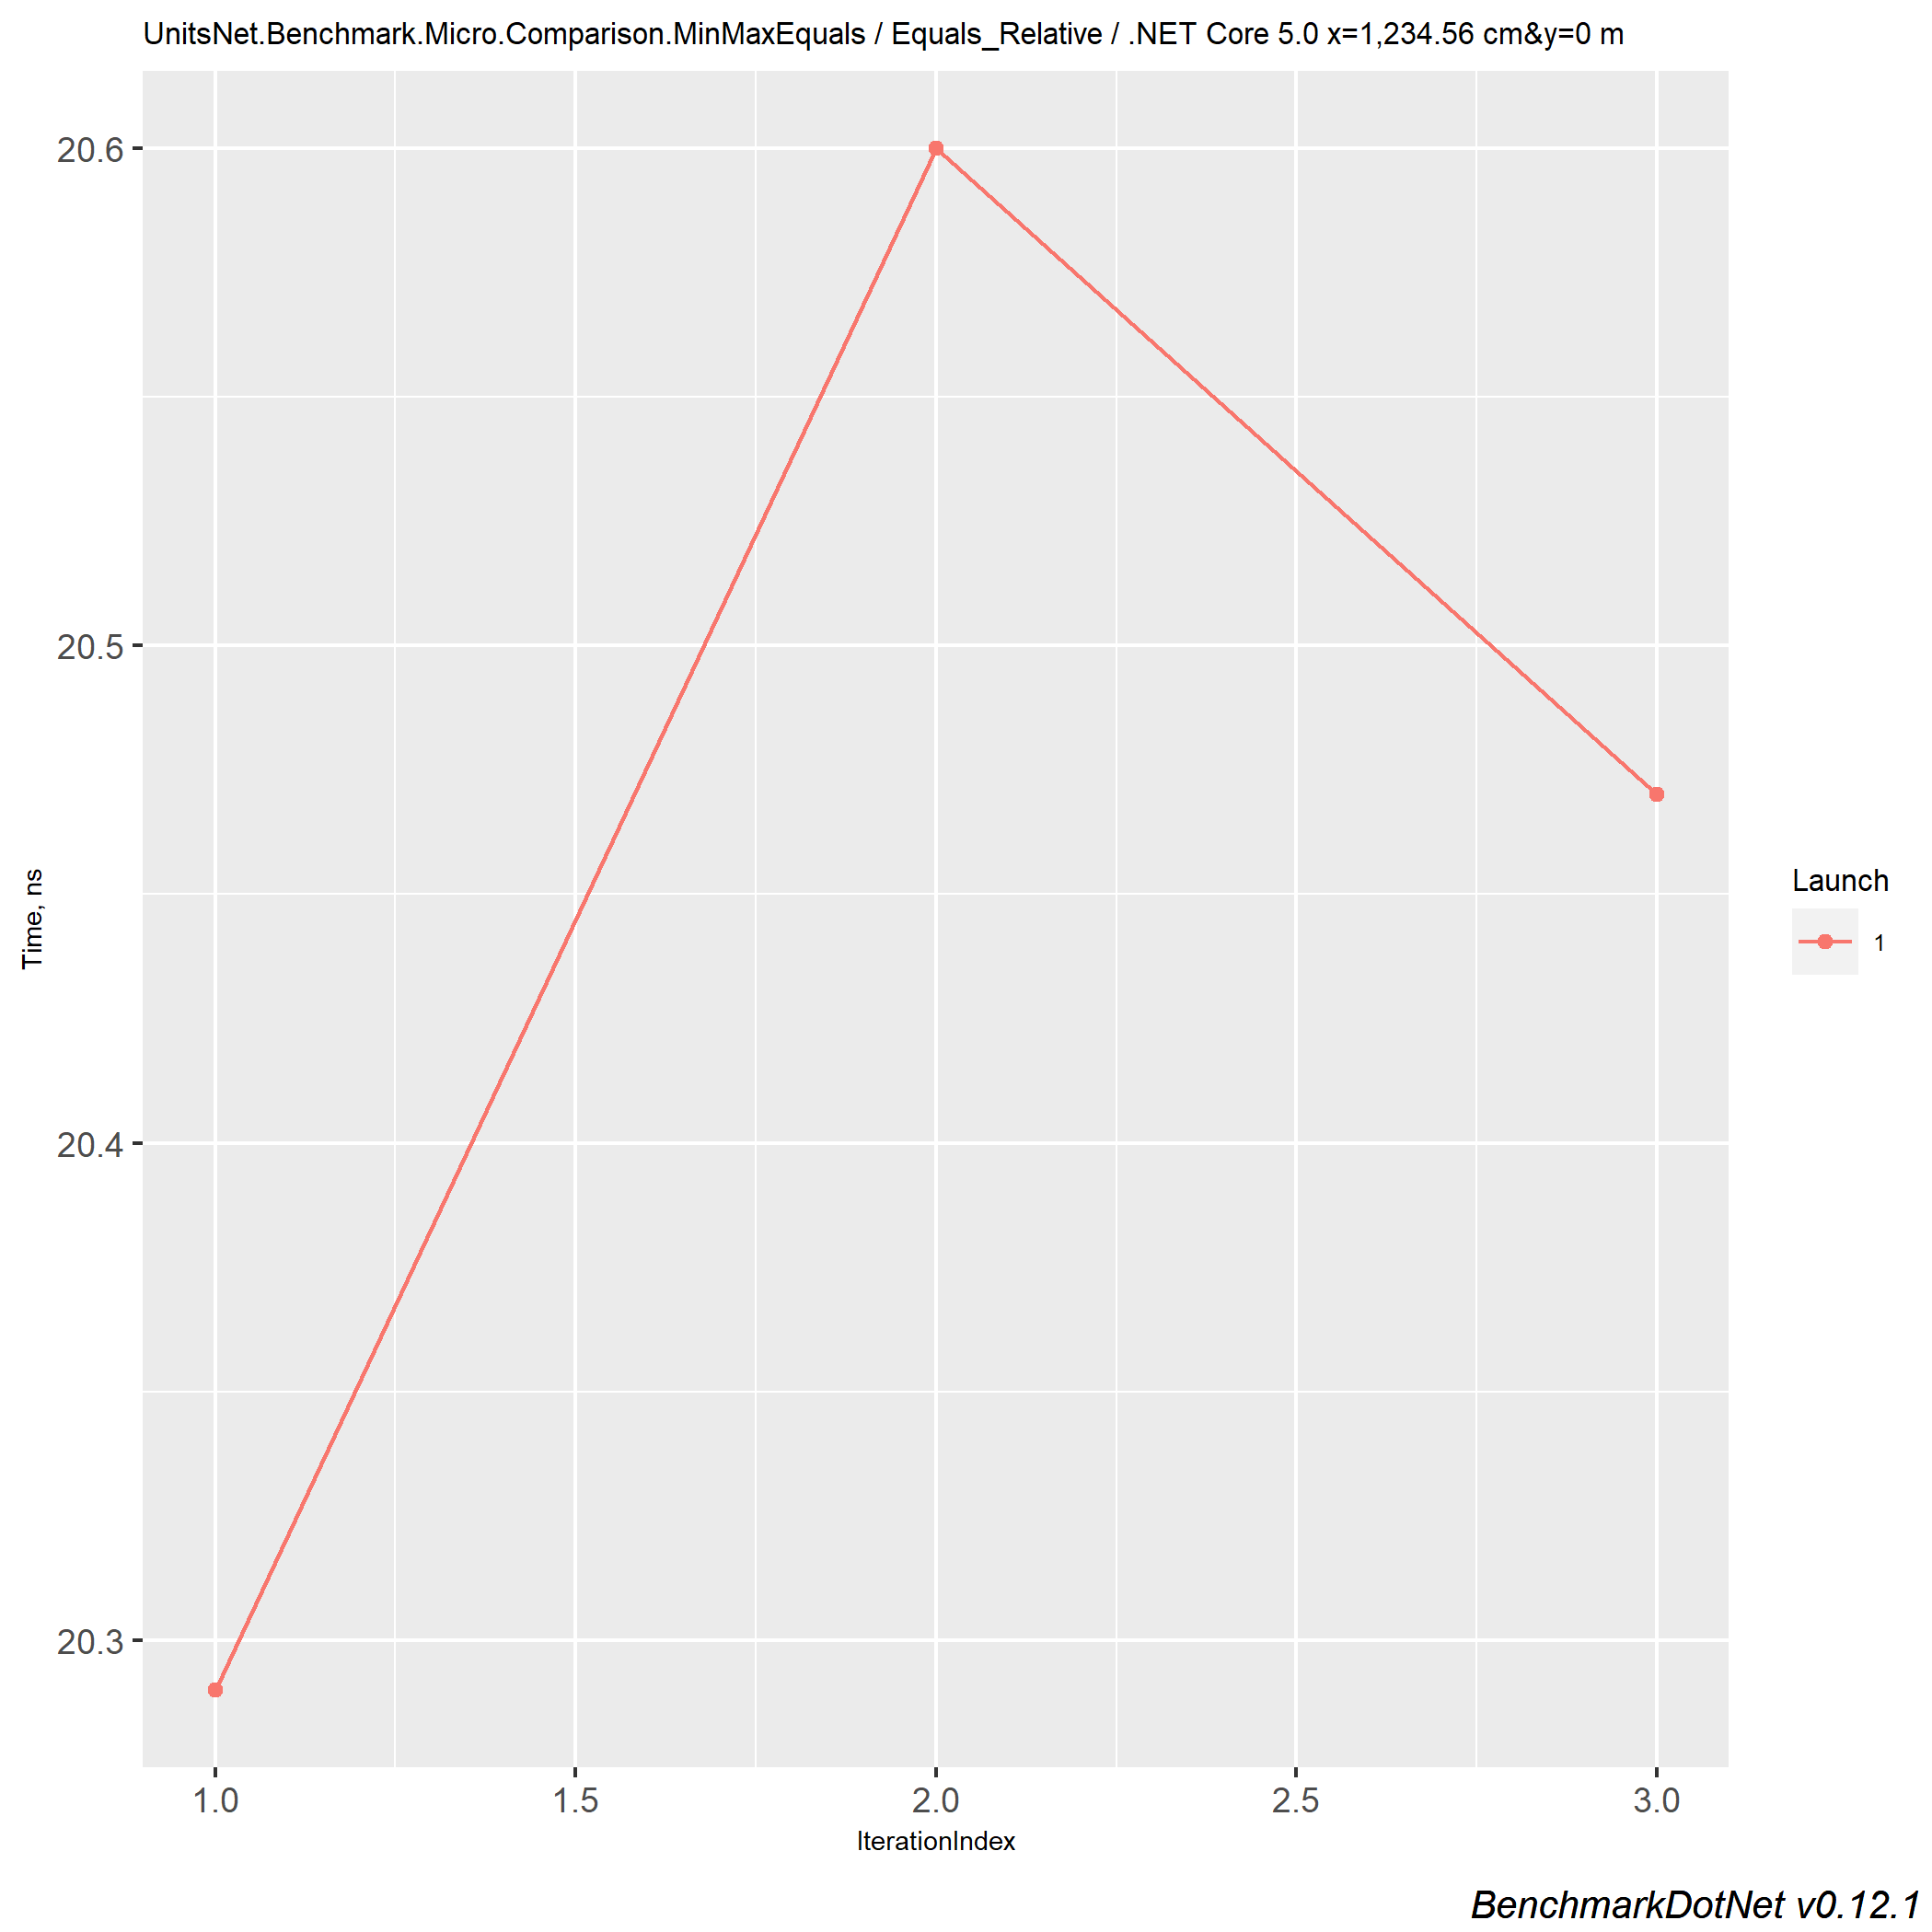 UnitsNet.Benchmark.Micro.Comparison.MinMaxEquals / Equals_Relative / .NET Core 5.0 x=1,234.56 cm&y=0 m
20.6
20.5
20.4
20.3
Time, ns
1.0 1.5 2.0 2.5 3.0
IterationIndex
Launch
1
BenchmarkDotNet v0.12.1